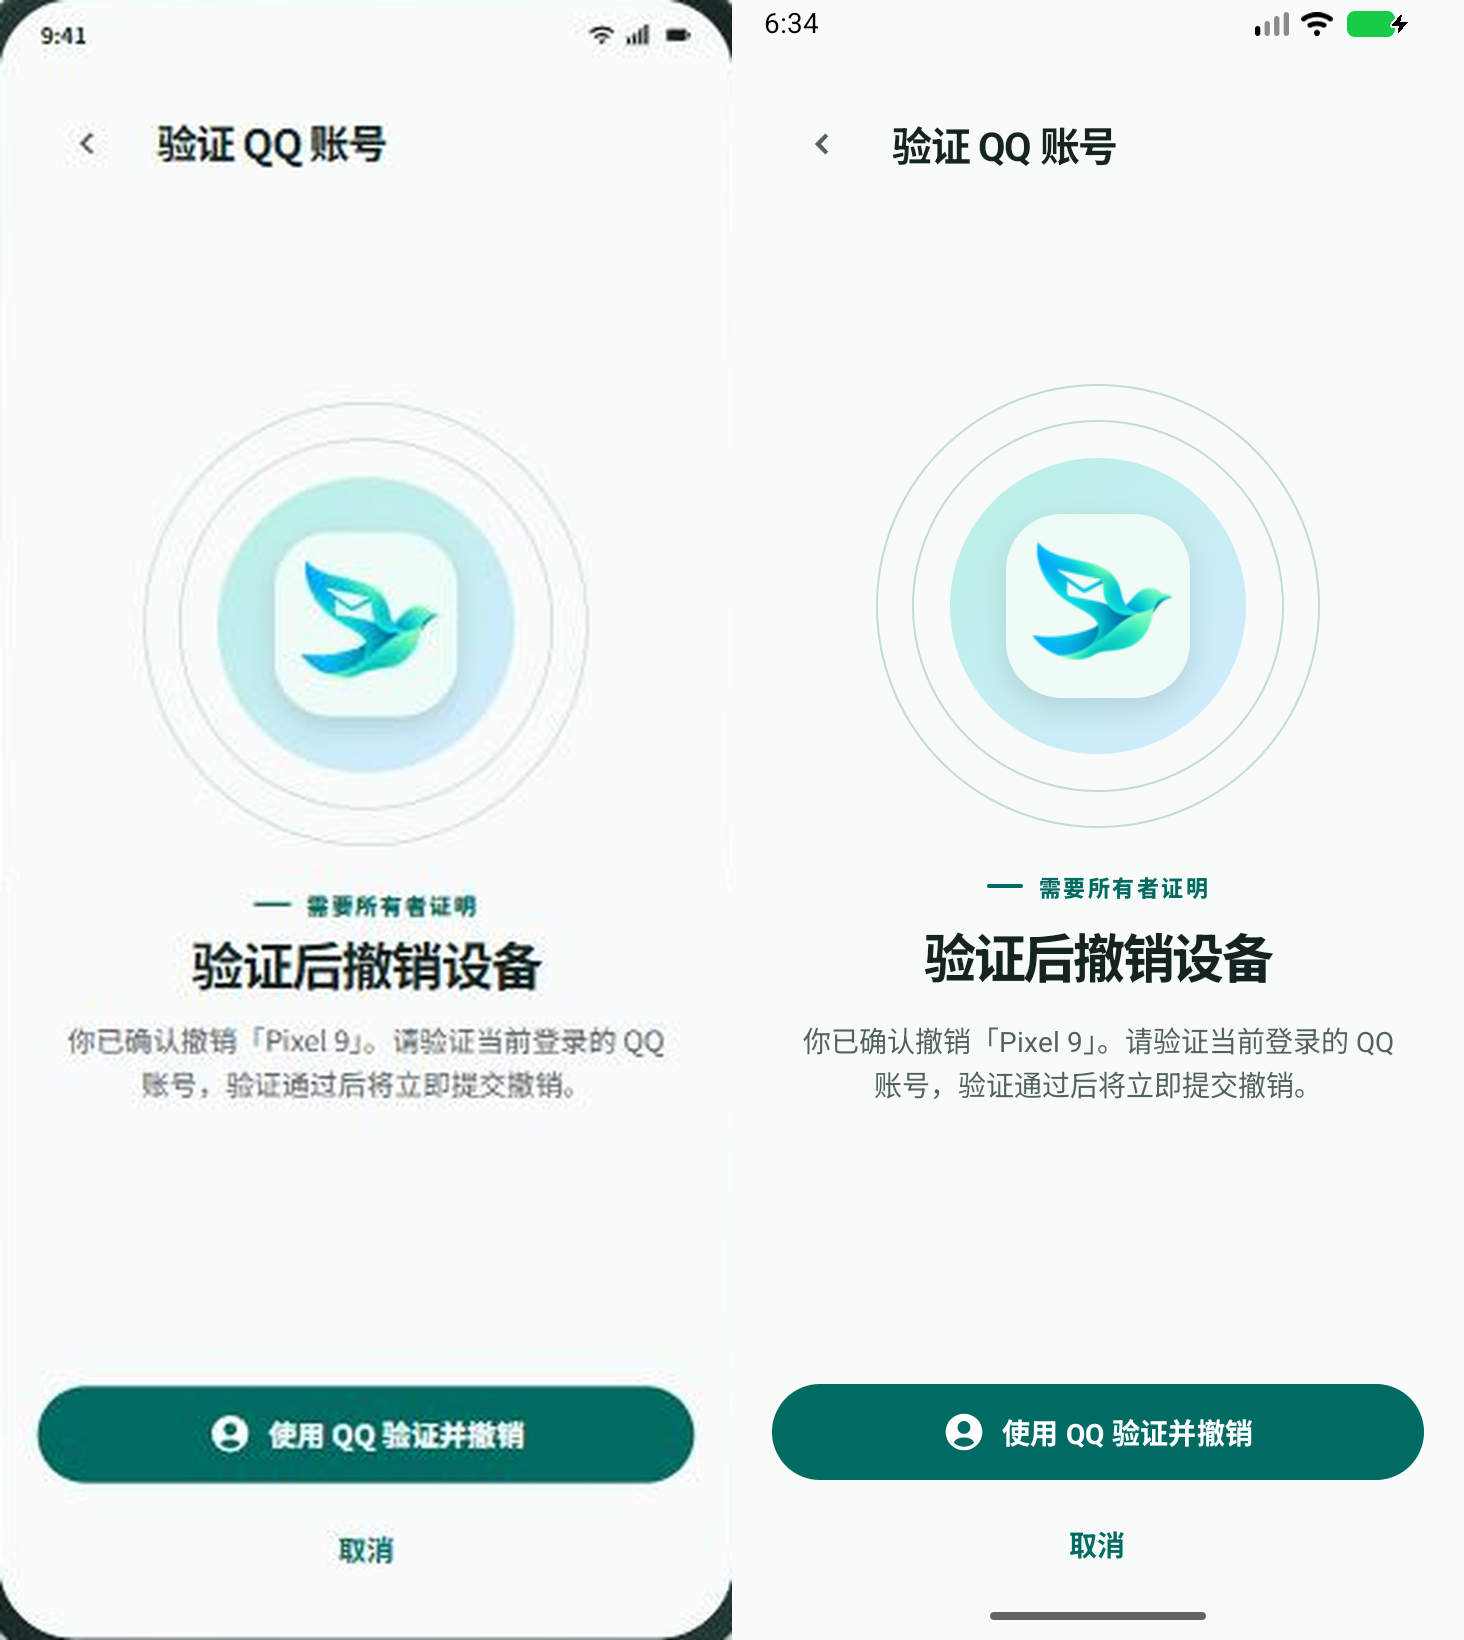 9:41
验证 QQ 账号
需要所有者证明
验证后撤销设备
你已确认撤销「Pixel 9」。请验证当前登录的 QQ
账号，验证通过后将立即提交撤销。
使用 QQ 验证并撤销
取消
6:34
验证 QQ 账号
需要所有者证明
验证后撤销设备
你已确认撤销「Pixel 9」。请验证当前登录的 QQ
账号，验证通过后将立即提交撤销。
使用 QQ 验证并撤销
取消